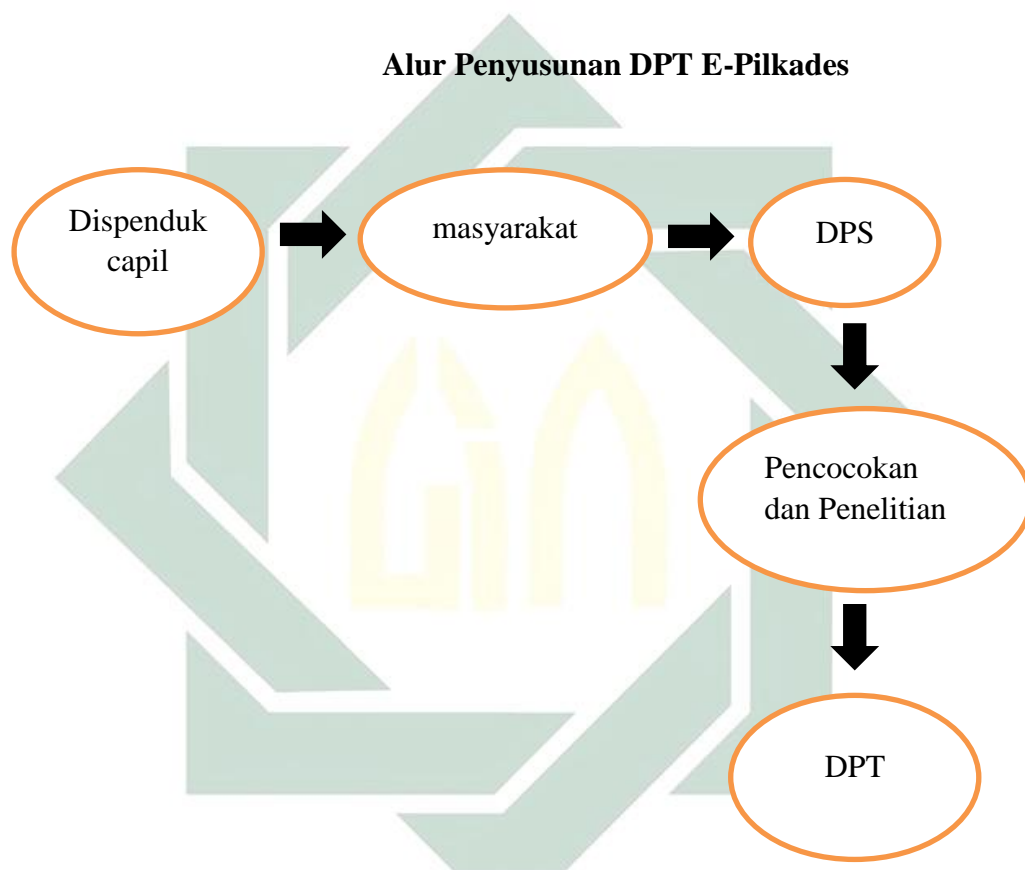 Alur Penyusunan DPT E-Pilkades
Dispenduk
capil
masyarakat
DPS
Pencocokan
dan Penelitian
DPT